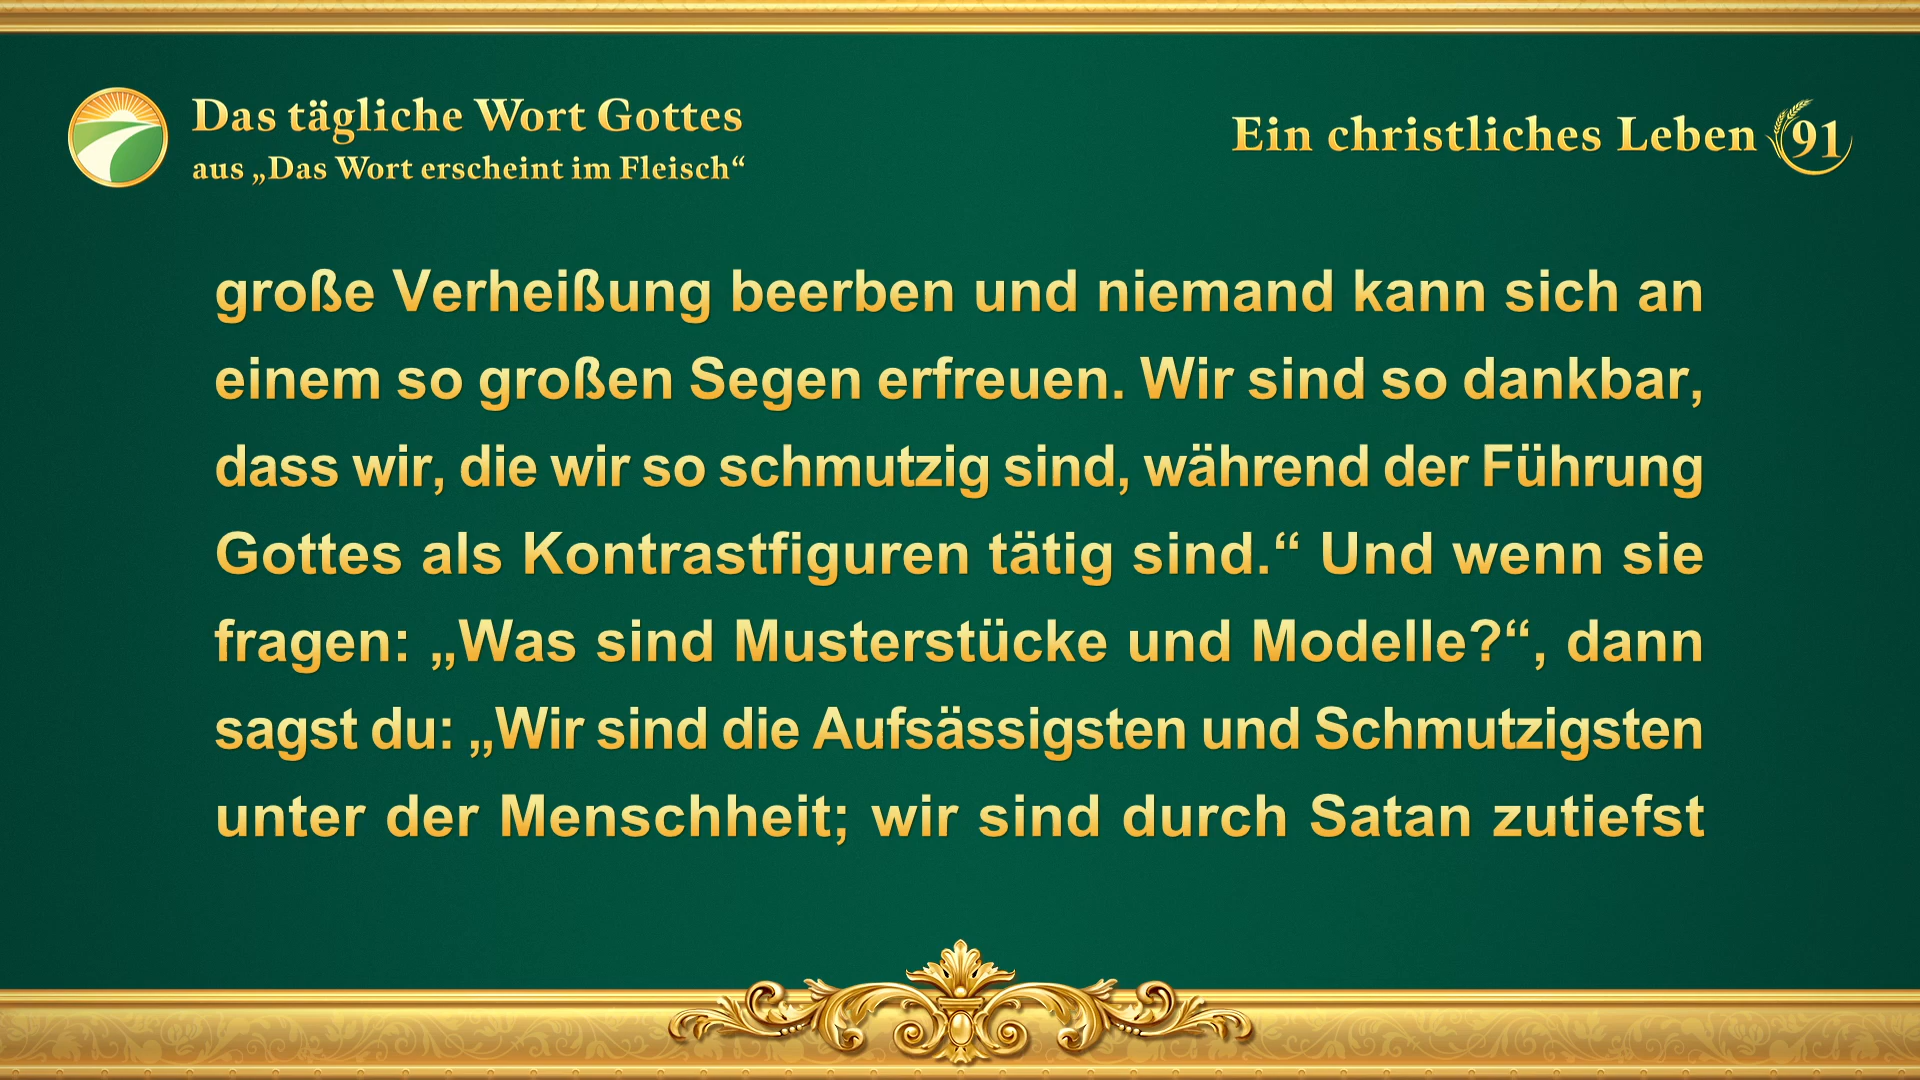 Das tägliche Wort Gottes
aus „Das Wort erscheint im Fleisch“
Ein christliches Leben 91
große Verheißung beerben und niemand kann sich an
einem so großen Segen erfreuen. Wir sind so dankbar,
dass wir, die wir so schmutzig sind, während der Führung
Gottes als Kontrastfiguren tätig sind.“ Und wenn sie
fragen: „Was sind Musterstücke und Modelle?“, dann
sagst du: „Wir sind die Aufsässigsten und Schmutzigsten
unter der Menschheit; wir sind durch Satan zutiefst